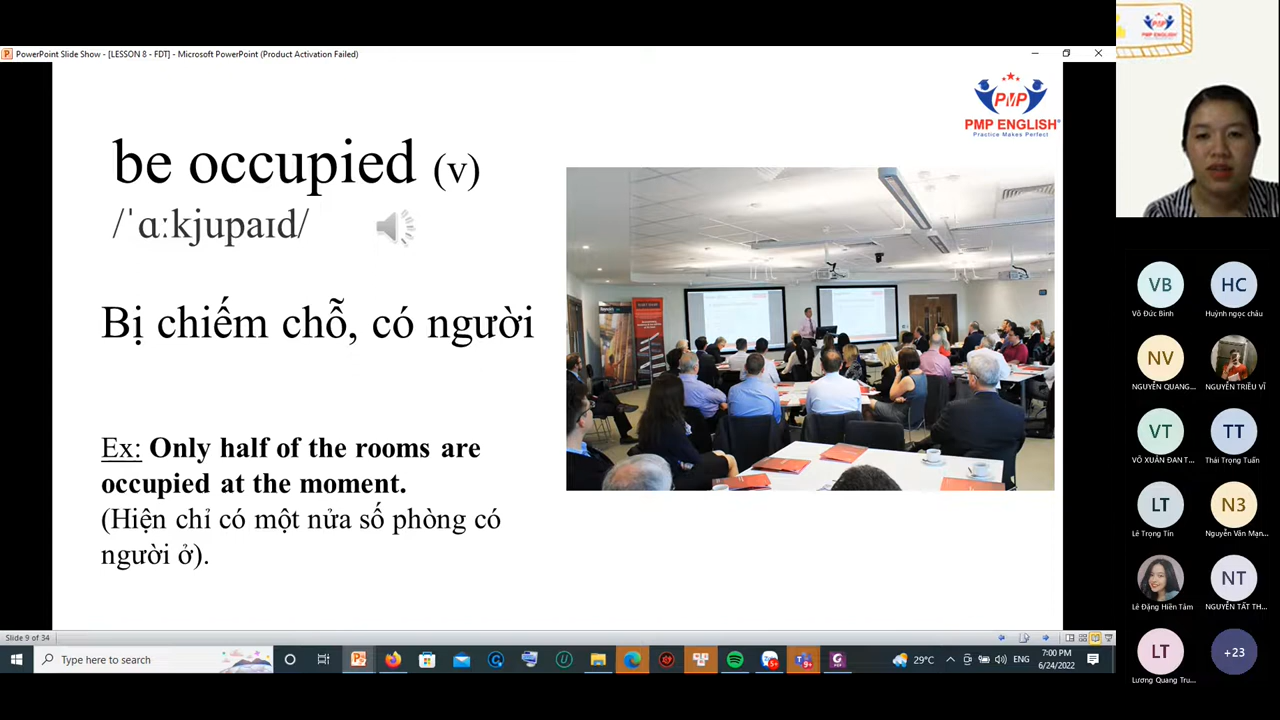 PowerPoint Slide Show - [LESSON 8 - FDT] - Microsoft PowerPoint (Product Activation Failed)
PMP ENGLISH
PMP
PMP ENGLISH®
Practice Makes Perfect
be occupied (v)
/ˈɑːkjupaɪd/
Bị chiếm chỗ, có người
Ex: Only half of the rooms are
occupied at the moment.
(Hiện chỉ có một nửa số phòng có
người ở).
VB
Võ Đức Binh
HC
Huỳnh ngọc châu
NV
NGUYỄN QUANG...
NGUYỄN TRIỀU VĨ
VT
VÕ XUÂN ĐAN T...
TT
Thái Trọng Tuấn
LT
Lê Trọng Tín
N3
Nguyễn Văn Mạn...
Lê Đặng Hiền Tâm
NT
NGUYỄN TẤT TH...
LT
Lương Quang Tru...
+23
Slide 9 of 34
Type here to search
29°C
ENG
7:00 PM
6/24/2022